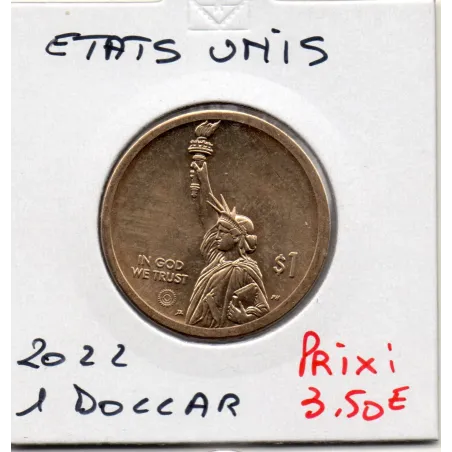 ETATS UNIS
IN GOD
WE TRUST
$1
2022
1 DOLLAR
PRIXi
3,50E